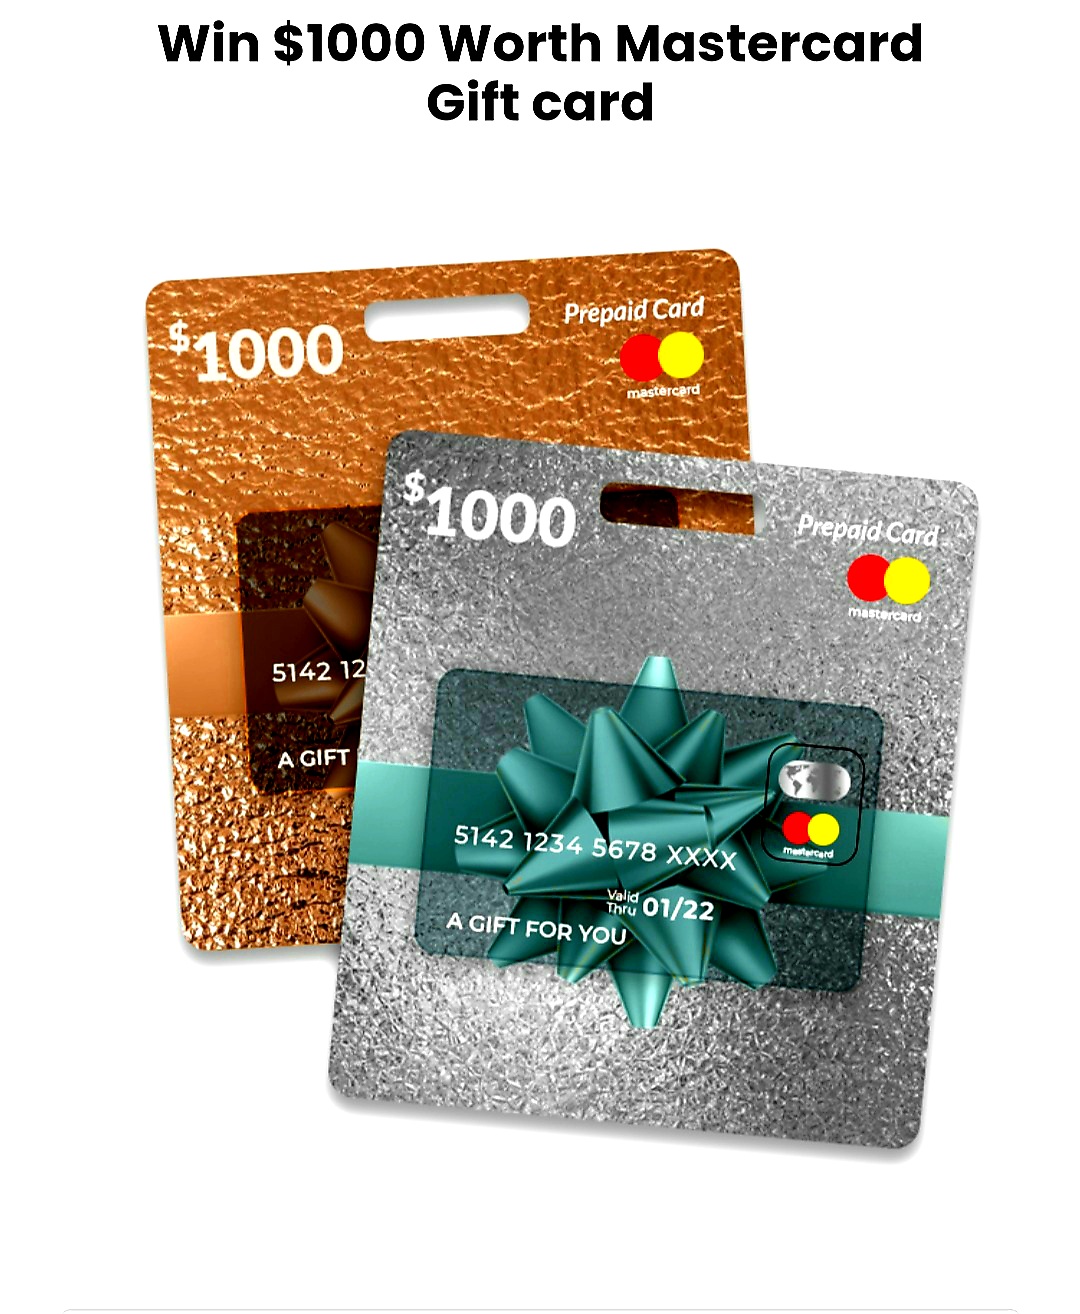 Win $1000 Worth Mastercard
Gift card
$1000
Prepaid Card
mastercard
5142 12
A GIFT
$1000
Prepaid Card
mastercard
mastercard
5142 1234 5678 XXXX
Valid
Thru 01/22
A GIFT FOR YOU